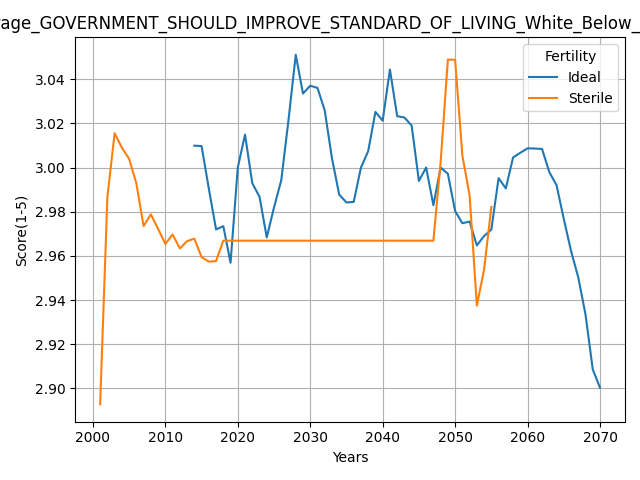 rage_GOVERNMENT_SHOULD_IMPROVE_STANDARD_OF_LIVING_White_Below_
Fertility
Ideal
Sterile
3.04
3.02
3.00
2.98
2.96
2.94
2.92
2.90
Score(1-5)
2000 2010 2020 2030 2040 2050 2060 2070
Years